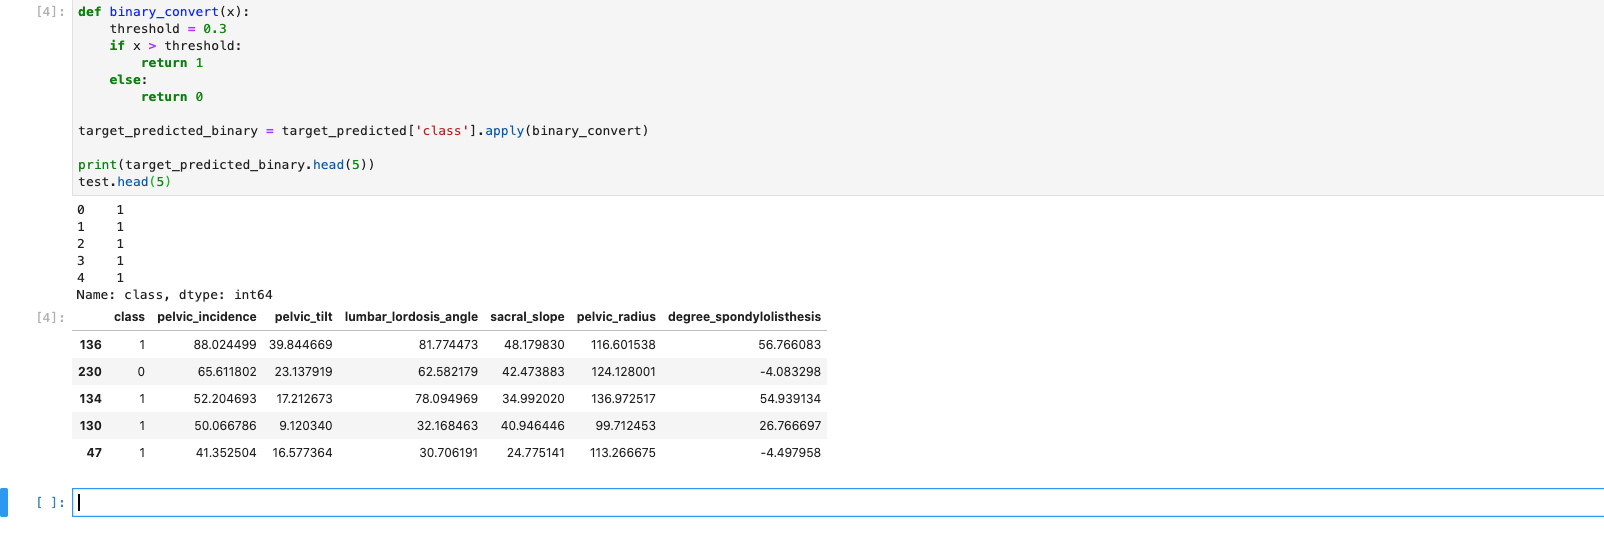 [4]: def binary_convert(x):
    threshold = 0.3
    if x > threshold:
        return 1
    else:
        return 0
target_predicted_binary = target_predicted['class'].apply(binary_convert)
print(target_predicted_binary.head(5))
test.head(5)
0    1
1    1
2    1
3    1
4    1
Name: class, dtype: int64
[4]: class pelvic_incidence pelvic_tilt lumbar_lordosis_angle sacral_slope pelvic_radius degree_spondylolisthesis
136 1 88.024499 39.844669 81.774473 48.179830 116.601538 56.766083
230 0 65.611802 23.137919 62.582179 42.473883 124.128001 -4.083298
134 1 52.204693 17.212673 78.094969 34.992020 136.972517 54.939134
130 1 50.066786 9.120340 32.168463 40.946446 99.712453 26.766697
47 1 41.352504 16.577364 30.706191 24.775141 113.266675 -4.497958
[ ]: